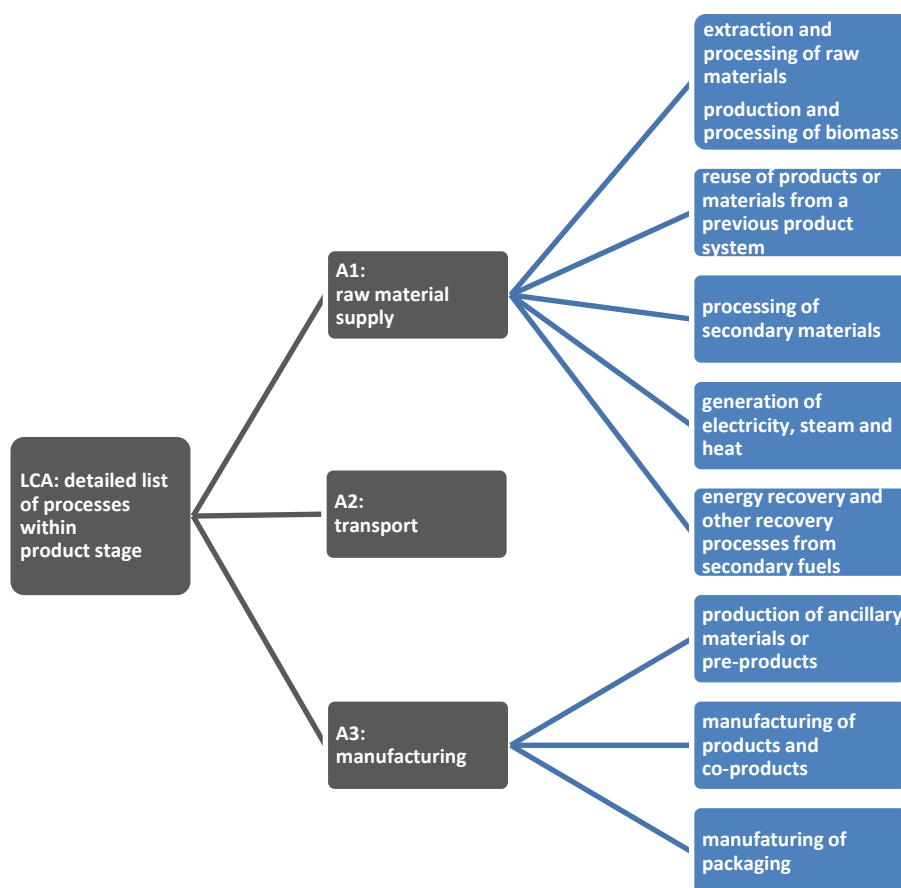 extraction and
processing of raw
materials
production and
processing of biomass
reuse of products or
materials from a
previous product
system
A1:
raw material
supply
processing of
secondary materials
generation of
electricity, steam and
heat
LCA: detailed list
of processes
within
product stage
A2:
transport
energy recovery and
other recovery
processes from
secondary fuels
production of ancillary
materials or
pre-products
A3:
manufacturing
manufacturing of
products and
co-products
manufaturing of
packaging